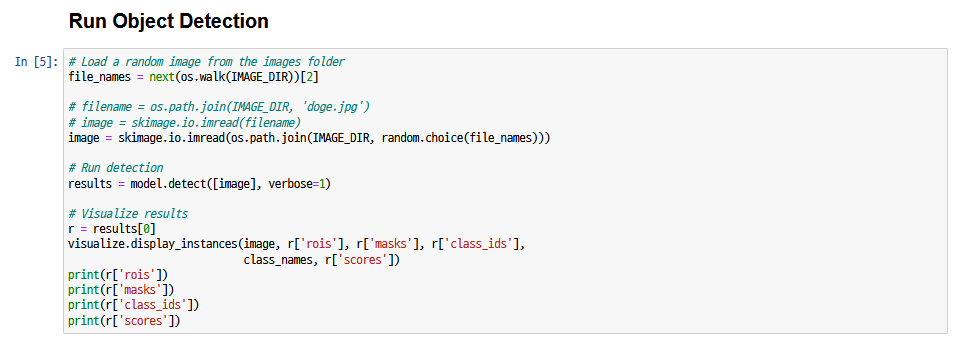 Run Object Detection
In [5]:
# Load a random image from the images folder
file_names = next(os.walk(IMAGE_DIR))[2]
# filename = os.path.join(IMAGE_DIR, 'doge.jpg')
# image = skimage.io.imread(filename)
image = skimage.io.imread(os.path.join(IMAGE_DIR, random.choice(file_names)))
# Run detection
results = model.detect([image], verbose=1)
# Visualize results
r = results[0]
visualize.display_instances(image, r['rois'], r['masks'], r['class_ids'],
class_names, r['scores'])
print(r['rois'])
print(r['masks'])
print(r['class_ids'])
print(r['scores'])